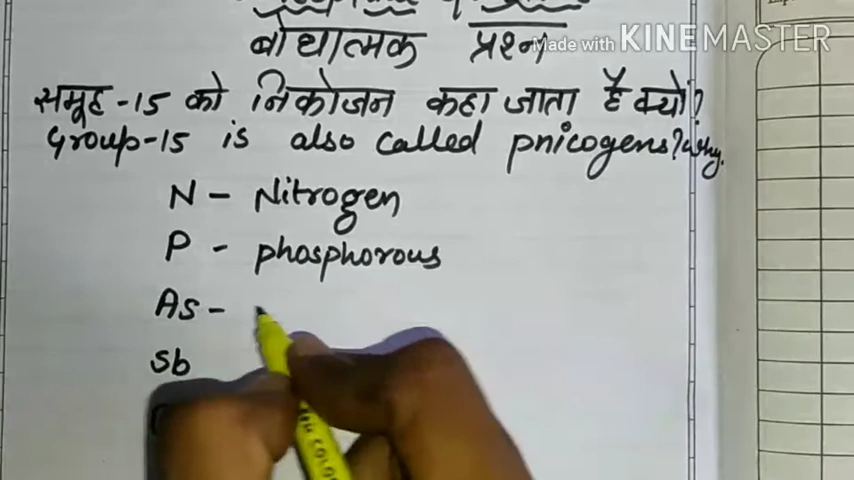 बोधात्मक प्रश्न
Made with KINEMASTER
समूह-15 को निकोजन कहा जाता है क्यों?
Group-15 is also called pnicogens? why.
N - Nitrogen
P - phosphorous
As -
Sb